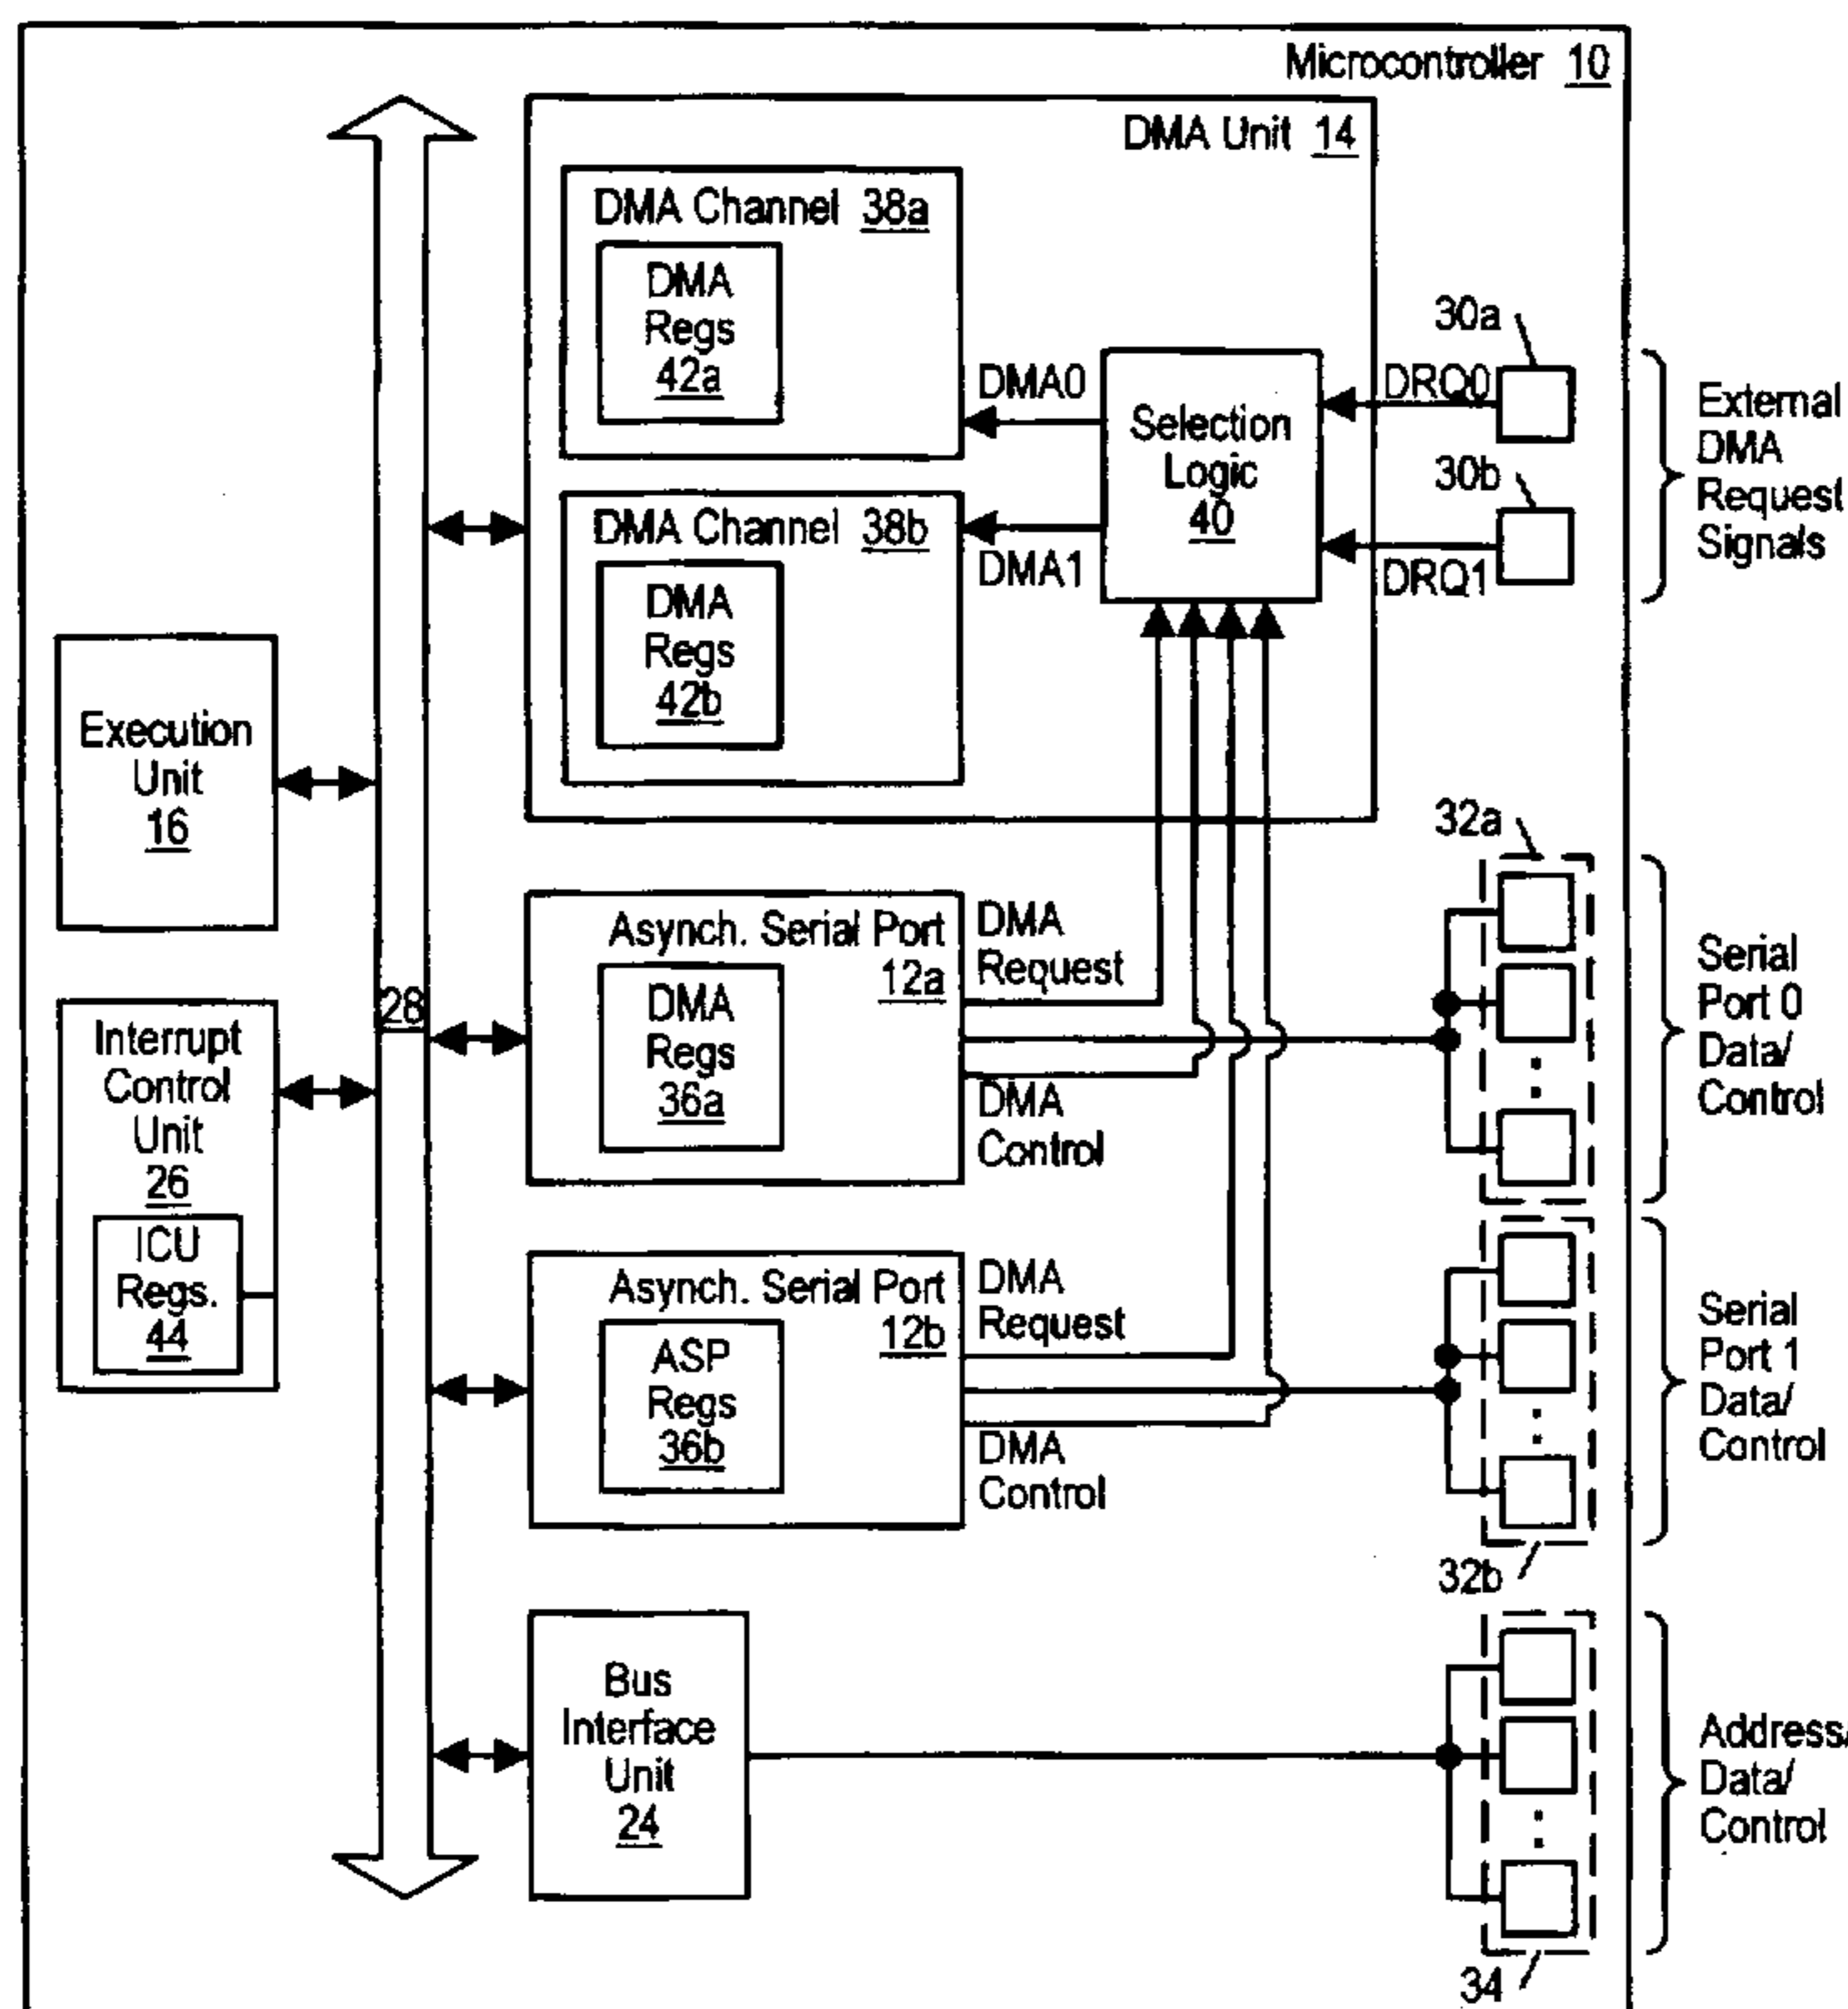 Microcontroller 10
DMA Unit 14
DMA Channel 38a
DMA
Regs
42a
DMA0
Selection
Logic
40
DRQ0
30a
External
DMA
Request
Signals
30b
DRQ1
DMA Channel 38b
DMA1
DMA
Regs
42b
Execution
Unit
16
32a
Asynch. Serial Port
12a
DMA
Regs
36a
DMA
Request
DMA
Control
Serial
Port 0
Data/
Control
28
Interrupt
Control
Unit
26
ICU
Regs.
44
Asynch. Serial Port
12b
ASP
Regs
36b
DMA
Request
DMA
Control
Serial
Port 1
Data/
Control
32b
Bus
Interface
Unit
24
Address/
Data/
Control
34